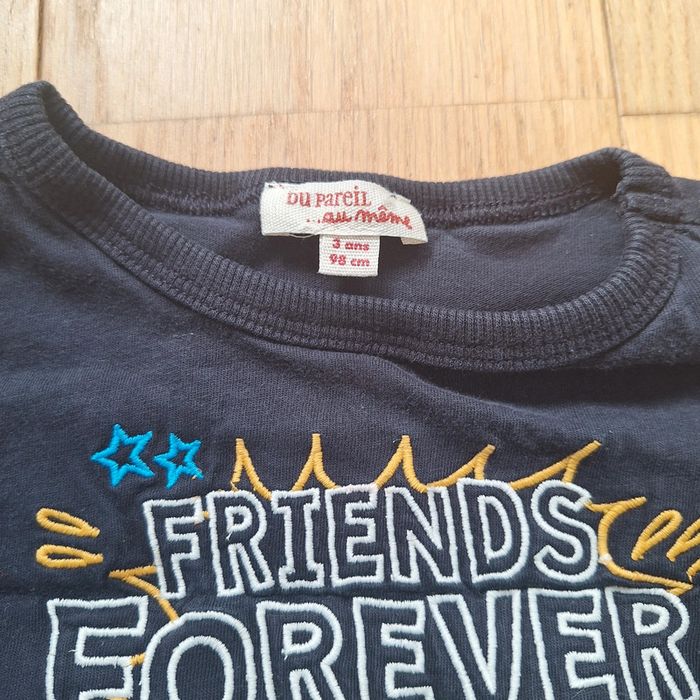 DU PAREIL
...au même
3 ans
98 cm
FRIENDS
FOREVER